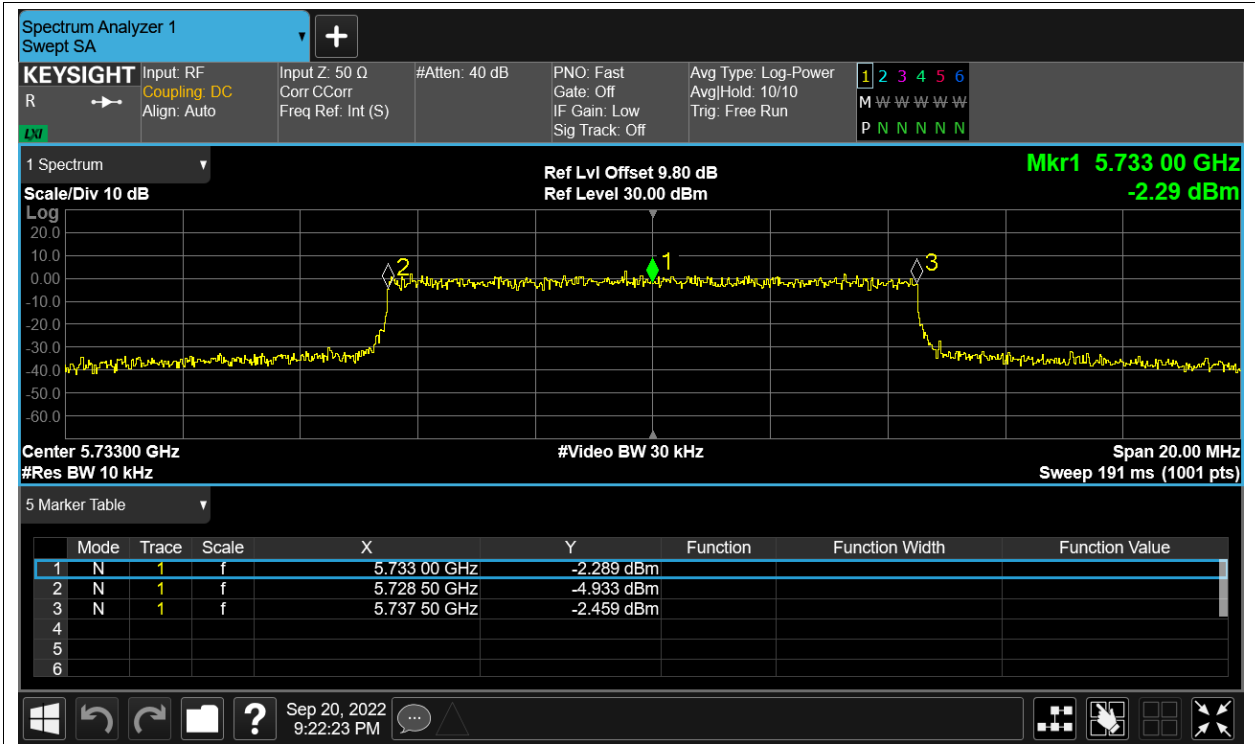 Spectrum Analyzer 1
Swept SA
+
KEYSIGHT
R
LXI
Input: RF
Coupling: DC
Align: Auto
Input Z: 50 Ω
Corr CCorr
Freq Ref: Int (S)
#Atten: 40 dB
PNO: Fast
Gate: Off
IF Gain: Low
Sig Track: Off
Avg Type: Log-Power
Avg|Hold: 10/10
Trig: Free Run
1 2 3 4 5 6
M W W W W W
P N N N N N
1 Spectrum
Scale/Div 10 dB
Ref Lvl Offset 9.80 dB
Ref Level 30.00 dBm
Mkr1 5.733 00 GHz
-2.29 dBm
Log
20.0
10.0
0.00
-10.0
-20.0
-30.0
-40.0
-50.0
-60.0
2
1
3
Center 5.73300 GHz
#Res BW 10 kHz
#Video BW 30 kHz
Span 20.00 MHz
Sweep 191 ms (1001 pts)
5 Marker Table
Mode Trace Scale X Y Function Function Width Function Value
1 N 1 f 5.733 00 GHz -2.289 dBm
2 N 1 f 5.728 50 GHz -4.933 dBm
3 N 1 f 5.737 50 GHz -2.459 dBm
4
5
6
?
Sep 20, 2022
9:22:23 PM